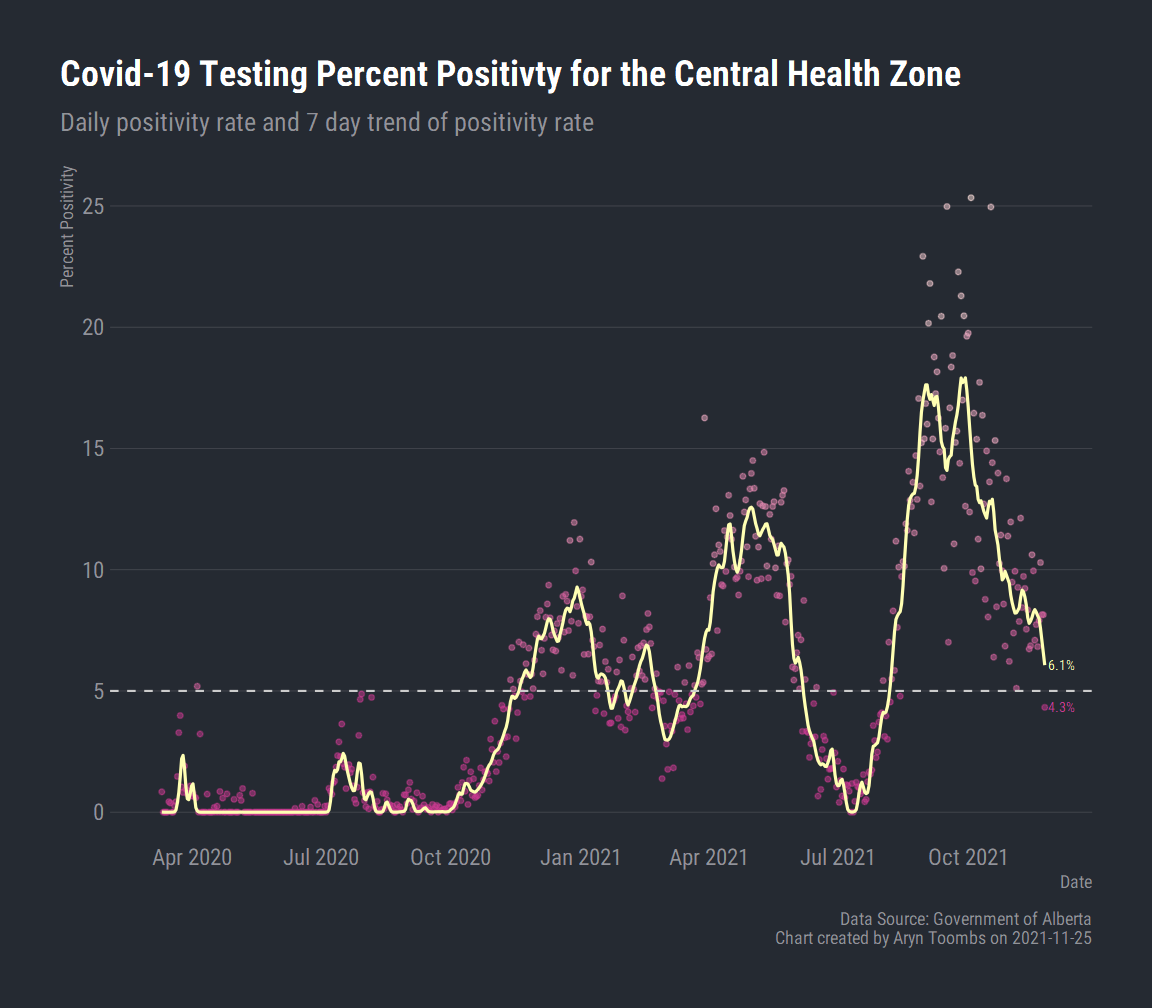 Covid-19 Testing Percent Positivty for the Central Health Zone
Daily positivity rate and 7 day trend of positivity rate
Percent Positivity
25
20
15
10
5
0
6.1%
4.3%
Apr 2020 Jul 2020 Oct 2020 Jan 2021 Apr 2021 Jul 2021 Oct 2021
Date
Data Source: Government of Alberta
Chart created by Aryn Toombs on 2021-11-25